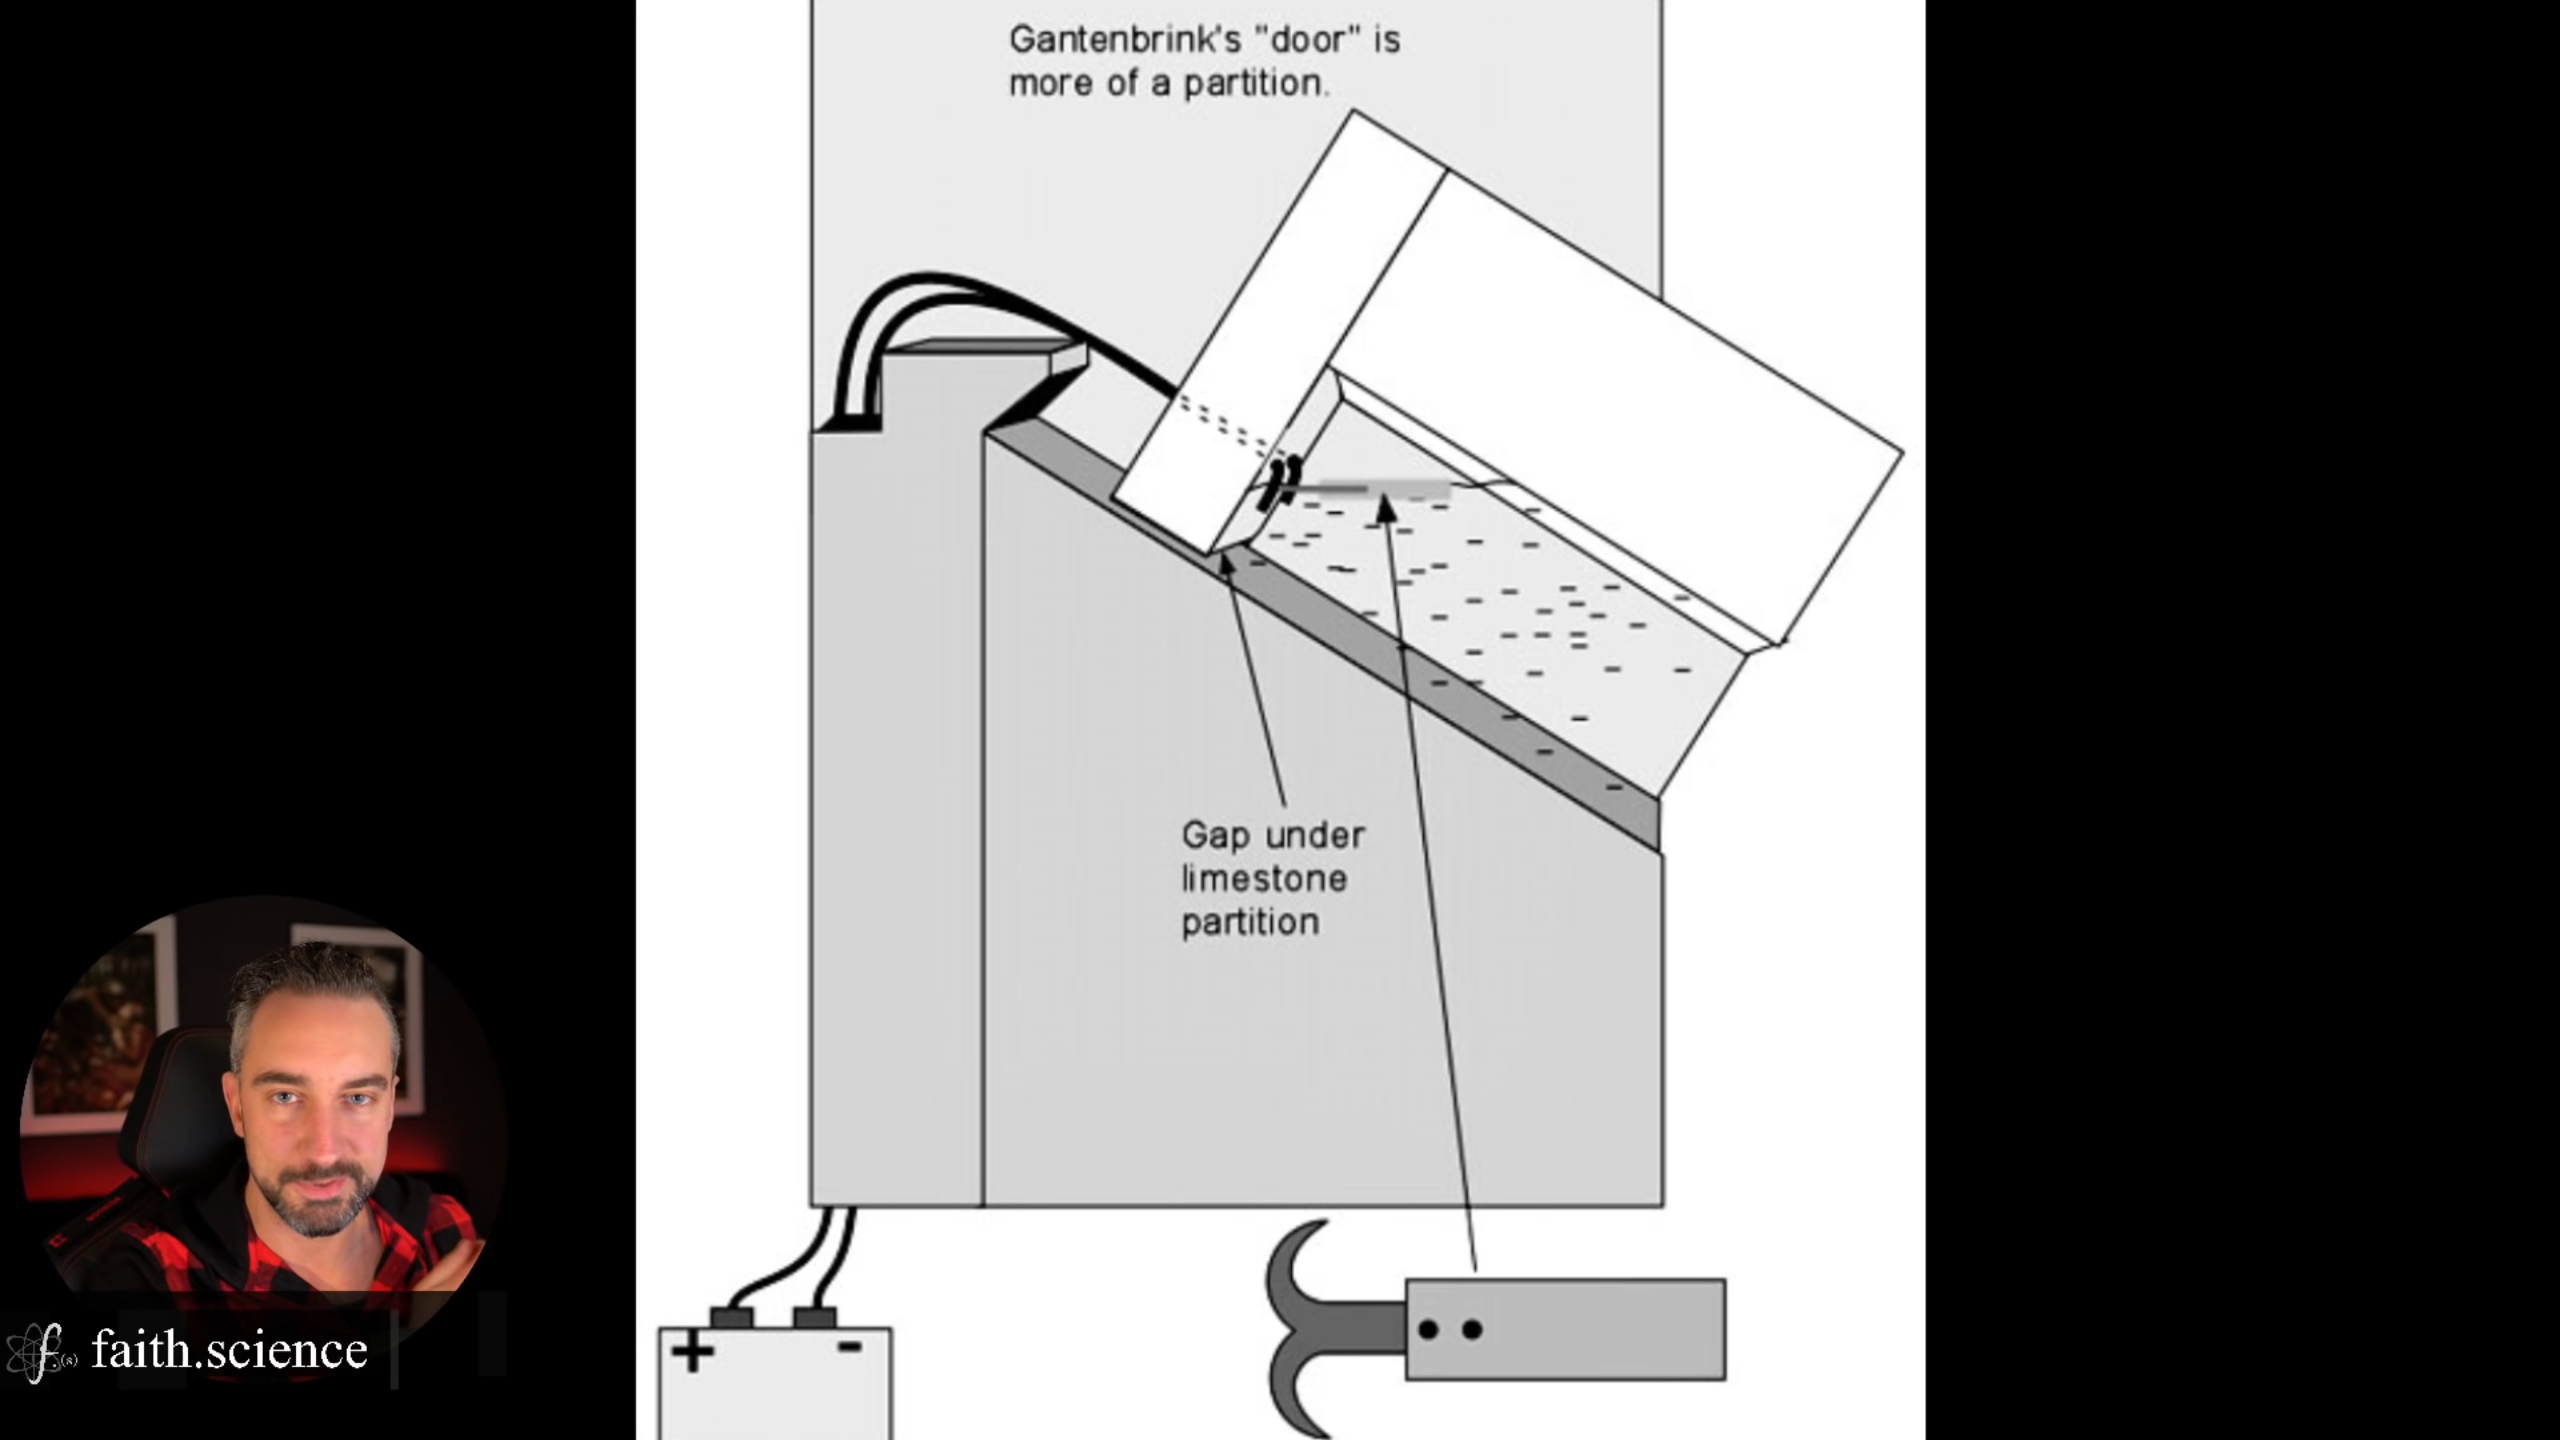 Gantenbrink's "door" is
more of a partition.
Gap under
limestone
partition
+ -
f(s) faith.science